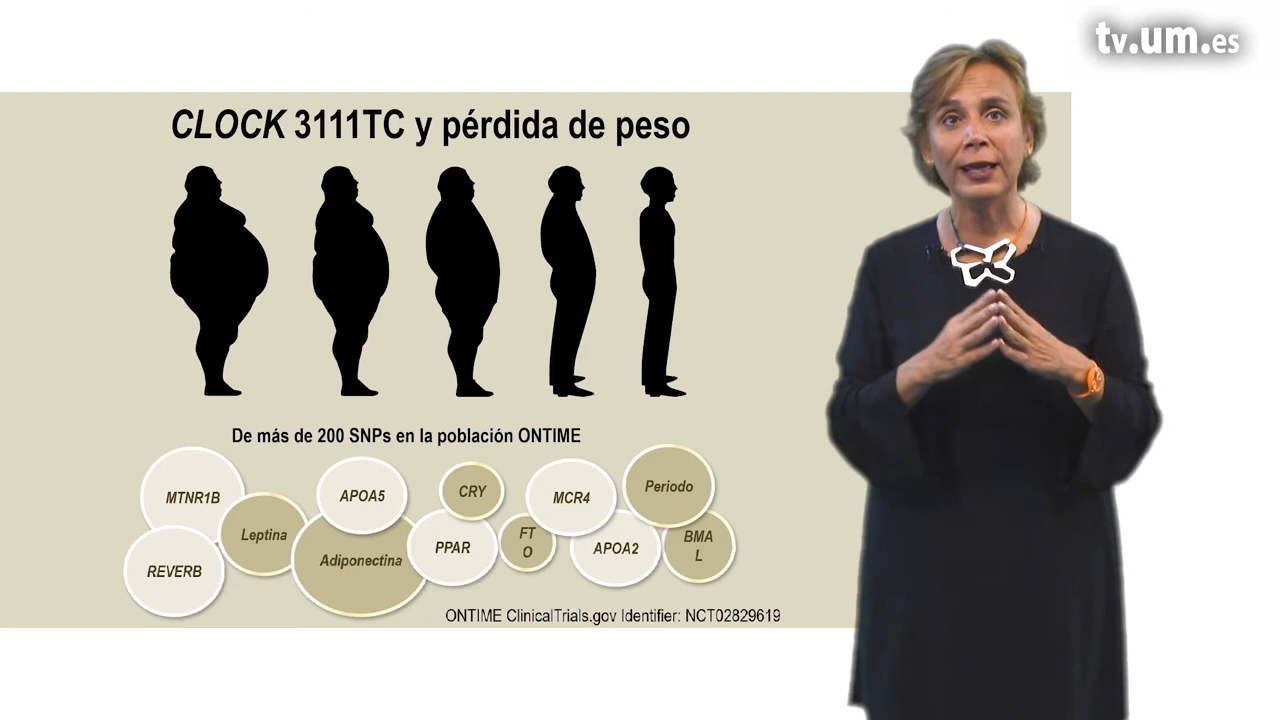 tv.um.es
CLOCK 3111TC y pérdida de peso
De más de 200 SNPs en la población ONTIME
MTNR1B
APOA5
CRY
MCR4
Periodo
Leptina
Adiponectina
PPAR
FT
O
APOA2
BMA
L
REVERB
ONTIME ClinicalTrials.gov Identifier: NCT02829619